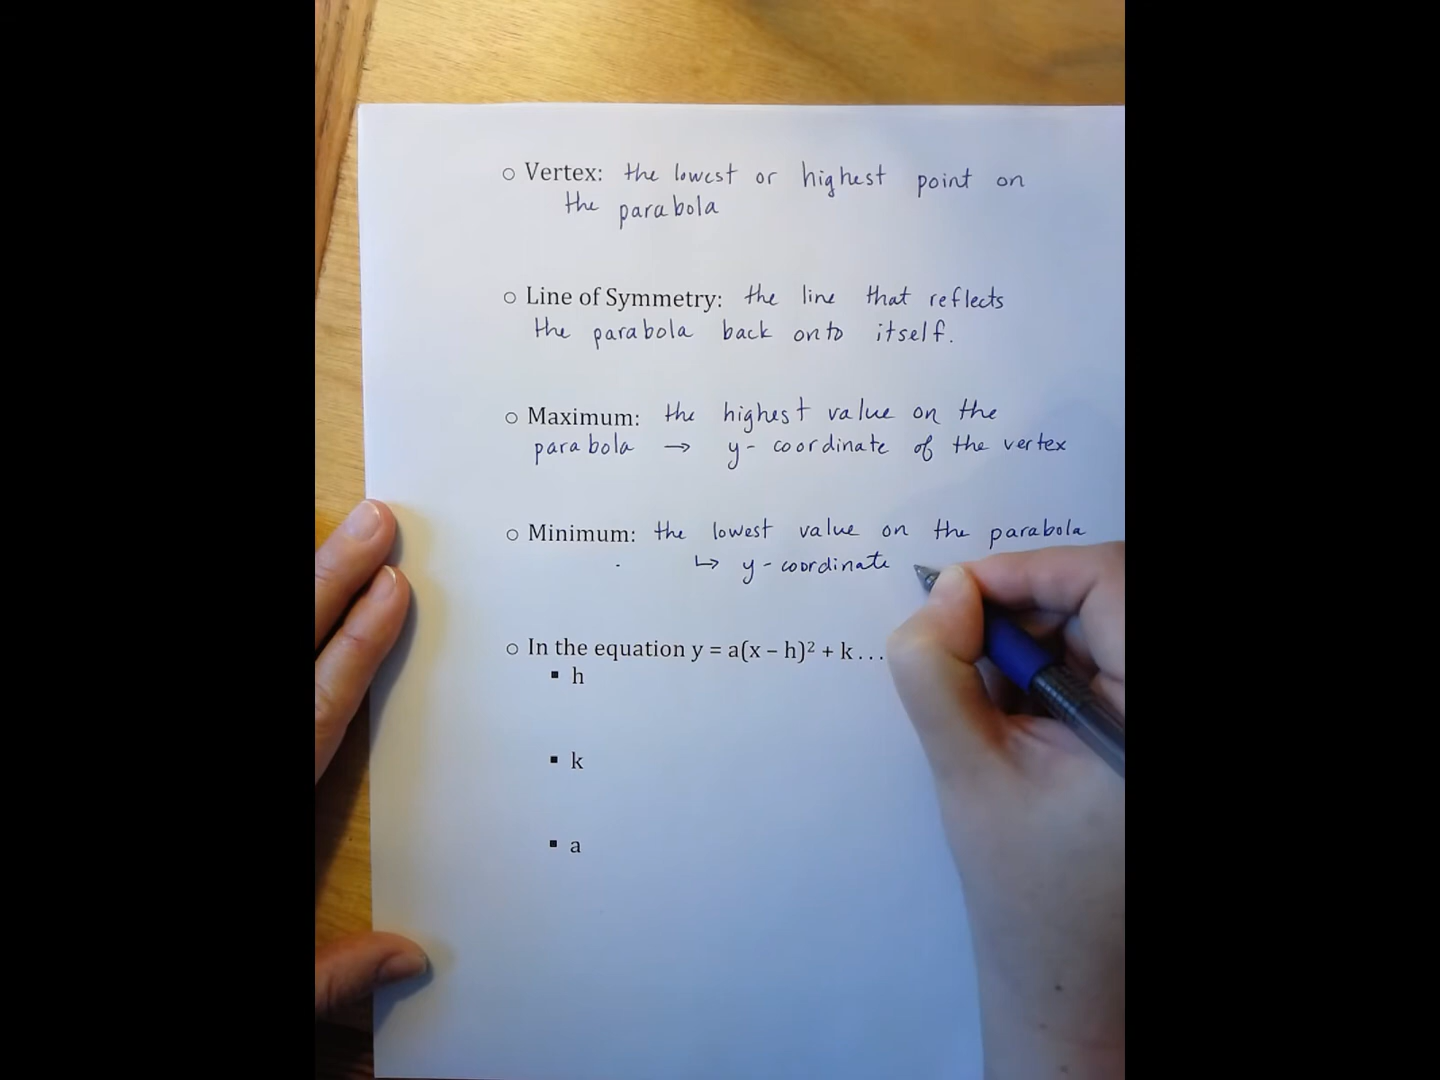 ○ Vertex: the lowest or highest point on
the parabola
○ Line of Symmetry: the line that reflects
the parabola back onto itself.
○ Maximum: the highest value on the
parabola → y-coordinate of the vertex
○ Minimum: the lowest value on the parabola
↳ y-coordinate
○ In the equation y = a(x – h)² + k . . .
▪ h
▪ k
▪ a